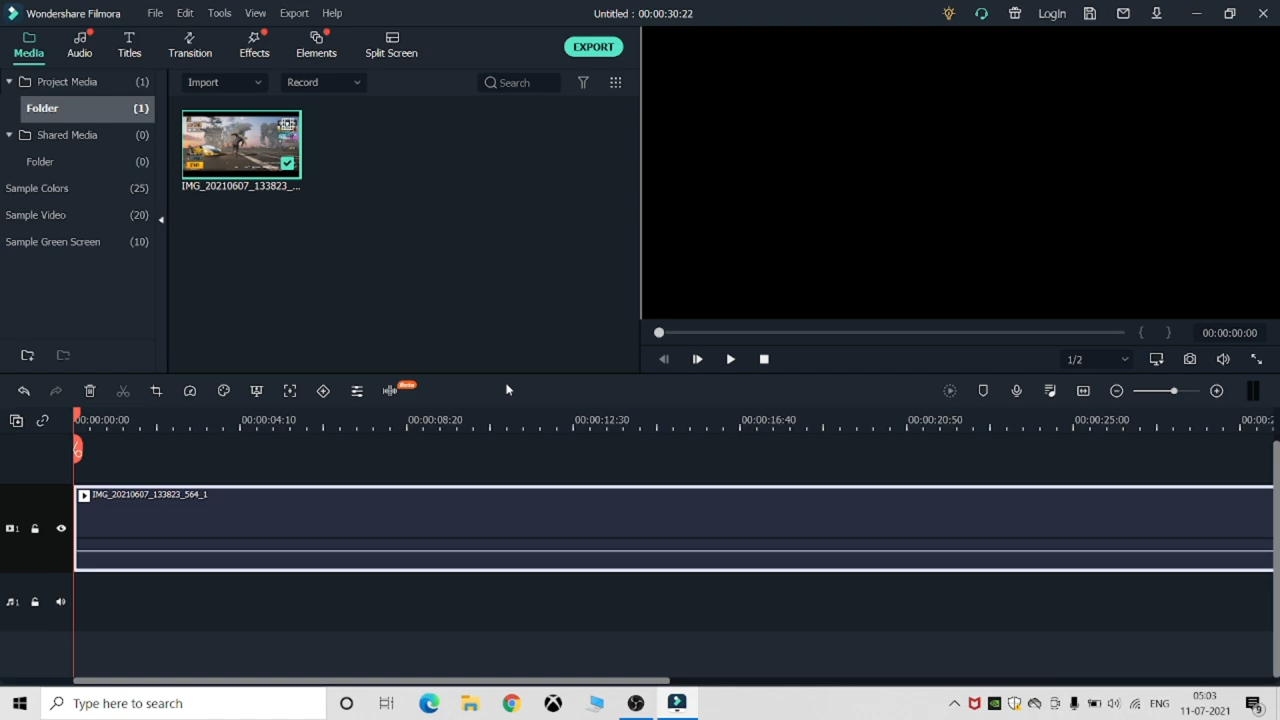 Wondershare Filmora File Edit Tools View Export Help Untitled : 00:00:30:22 LogIn
Media Audio Titles Transition Effects Elements Split Screen EXPORT
Project Media (1) Import Record Search
Folder (1)
Shared Media (0)
Folder (0)
Sample Colors (25)
IMG_20210607_133823_...
Sample Video (20)
Sample Green Screen (10)
00:00:00:00
1/2
Beta
00:00:00:00 00:00:04:10 00:00:08:20 00:00:12:30 00:00:16:40 00:00:20:50 00:00:25:00 00:00:2
IMG_20210607_133823_564_1
1
1
Type here to search ENG 05:03
11-07-2021 9